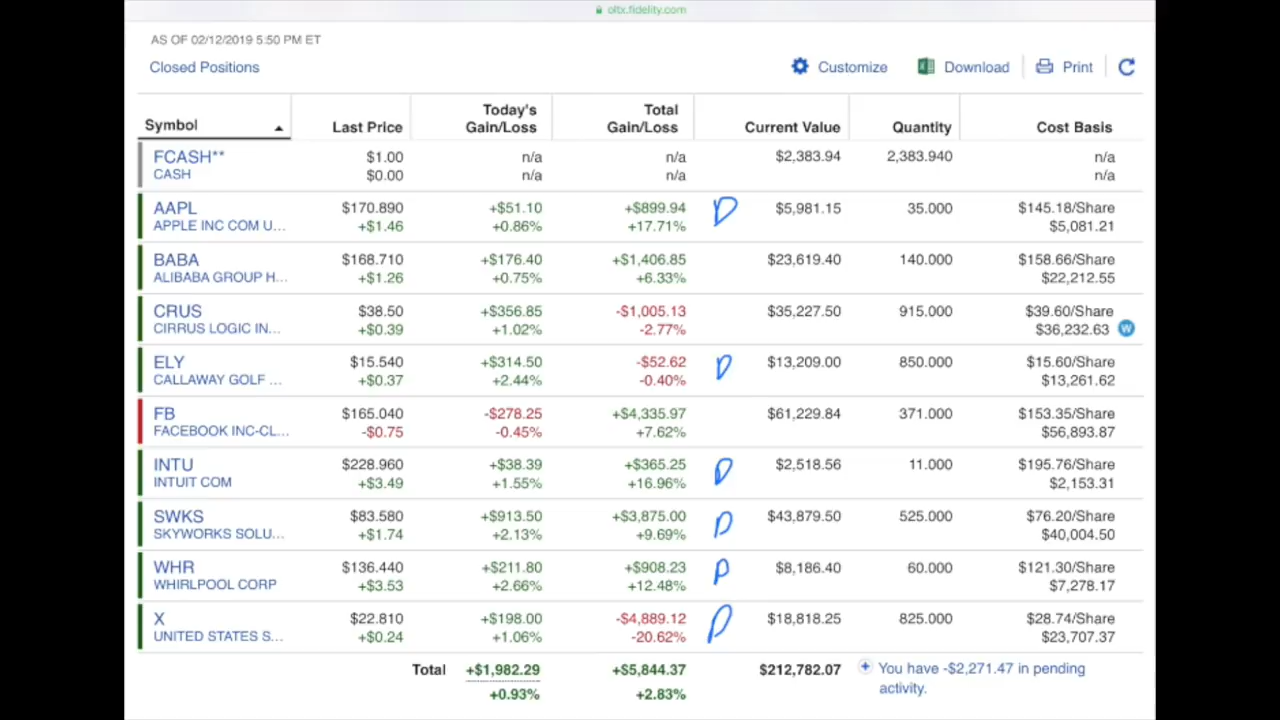 oltx.fidelity.com
AS OF 02/12/2019 5:50 PM ET
Closed Positions
Customize Download Print
Symbol Last Price Today's Gain/Loss Total Gain/Loss Current Value Quantity Cost Basis
FCASH** $1.00 n/a n/a $2,383.94 2,383.940 n/a
CASH $0.00 n/a n/a n/a
AAPL $170.890 +$51.10 +$899.94 D $5,981.15 35.000 $145.18/Share
APPLE INC COM U... +$1.46 +0.86% +17.71% $5,081.21
BABA $168.710 +$176.40 +$1,406.85 $23,619.40 140.000 $158.66/Share
ALIBABA GROUP H... +$1.26 +0.75% +6.33% $22,212.55
CRUS $38.50 +$356.85 -$1,005.13 $35,227.50 915.000 $39.60/Share
CIRRUS LOGIC IN... +$0.39 +1.02% -2.77% $36,232.63 W
ELY $15.540 +$314.50 -$52.62 D $13,209.00 850.000 $15.60/Share
CALLAWAY GOLF ... +$0.37 +2.44% -0.40% $13,261.62
FB $165.040 -$278.25 +$4,335.97 $61,229.84 371.000 $153.35/Share
FACEBOOK INC-CL... -$0.75 -0.45% +7.62% $56,893.87
INTU $228.960 +$38.39 +$365.25 D $2,518.56 11.000 $195.76/Share
INTUIT COM +$3.49 +1.55% +16.96% $2,153.31
SWKS $83.580 +$913.50 +$3,875.00 D $43,879.50 525.000 $76.20/Share
SKYWORKS SOLU... +$1.74 +2.13% +9.69% $40,004.50
WHR $136.440 +$211.80 +$908.23 D $8,186.40 60.000 $121.30/Share
WHIRLPOOL CORP +$3.53 +2.66% +12.48% $7,278.17
X $22.810 +$198.00 -$4,889.12 D $18,818.25 825.000 $28.74/Share
UNITED STATES S... +$0.24 +1.06% -20.62% $23,707.37
Total +$1,982.29 +$5,844.37 $212,782.07 You have -$2,271.47 in pending
+0.93% +2.83% activity.